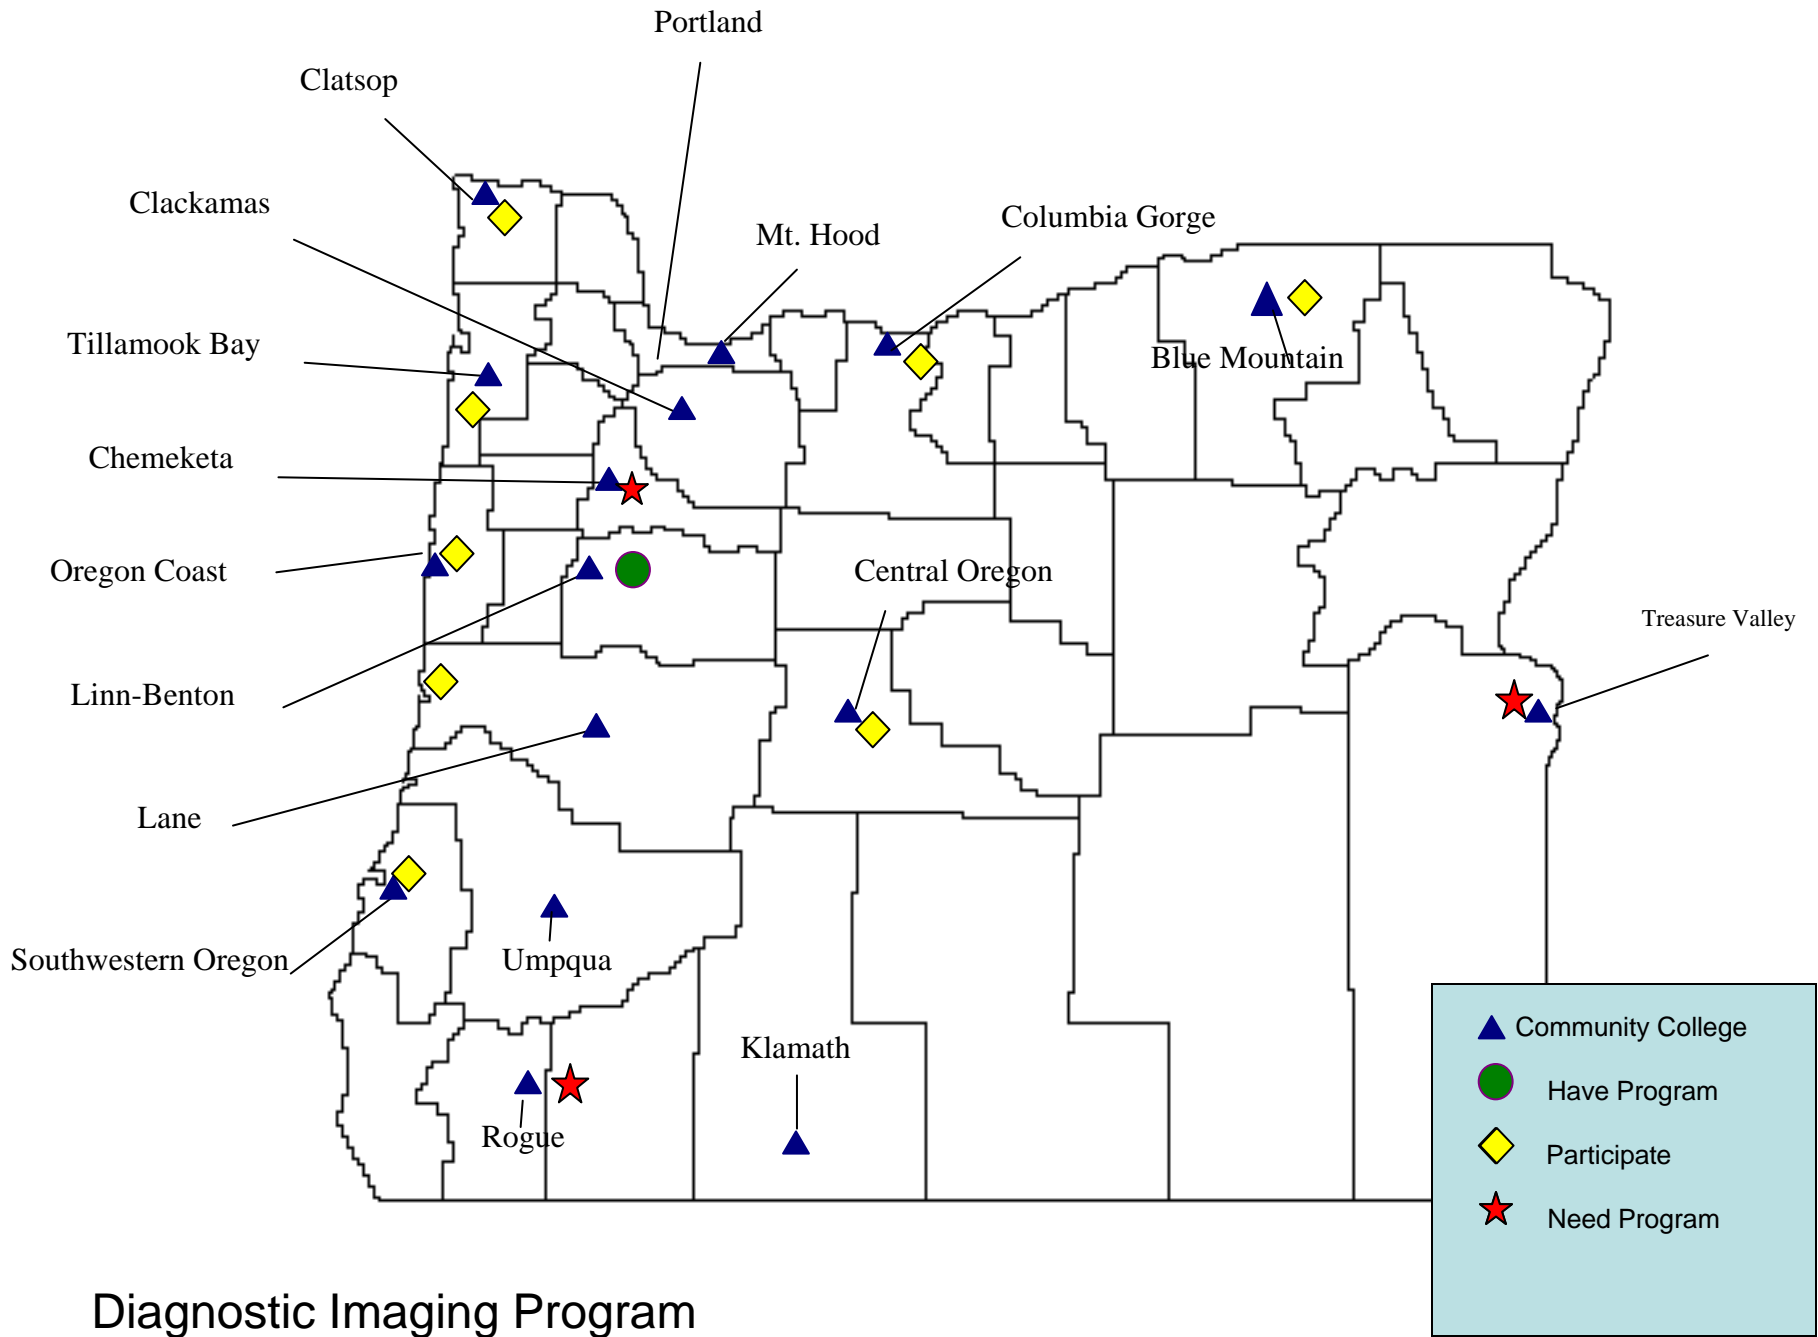 Portland
Clatsop
Clackamas
Mt. Hood
Columbia Gorge
Tillamook Bay
Blue Mountain
Chemeketa
Oregon Coast
Central Oregon
Treasure Valley
Linn-Benton
Lane
Southwestern Oregon
Umpqua
Klamath
Rogue
Community College
Have Program
Participate
Need Program
Diagnostic Imaging Program